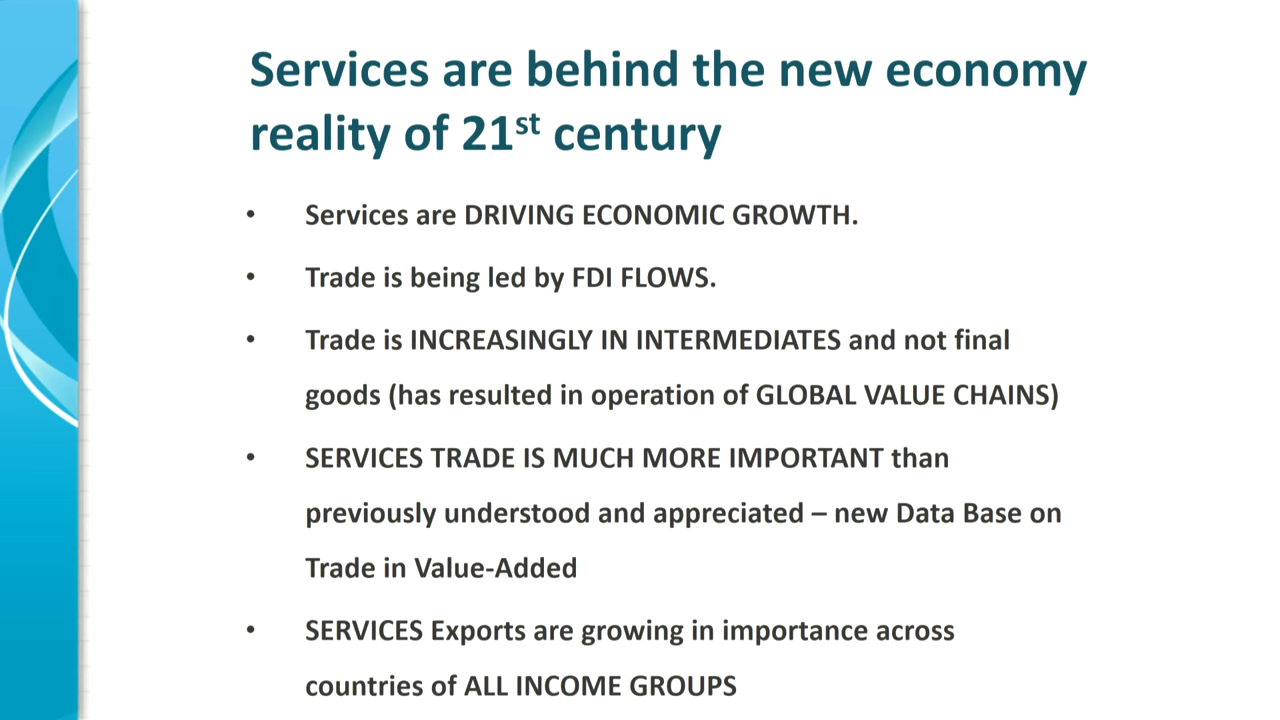 Services are behind the new economy
reality of 21st century
• Services are DRIVING ECONOMIC GROWTH.
• Trade is being led by FDI FLOWS.
• Trade is INCREASINGLY IN INTERMEDIATES and not final
goods (has resulted in operation of GLOBAL VALUE CHAINS)
• SERVICES TRADE IS MUCH MORE IMPORTANT than
previously understood and appreciated – new Data Base on
Trade in Value-Added
• SERVICES Exports are growing in importance across
countries of ALL INCOME GROUPS